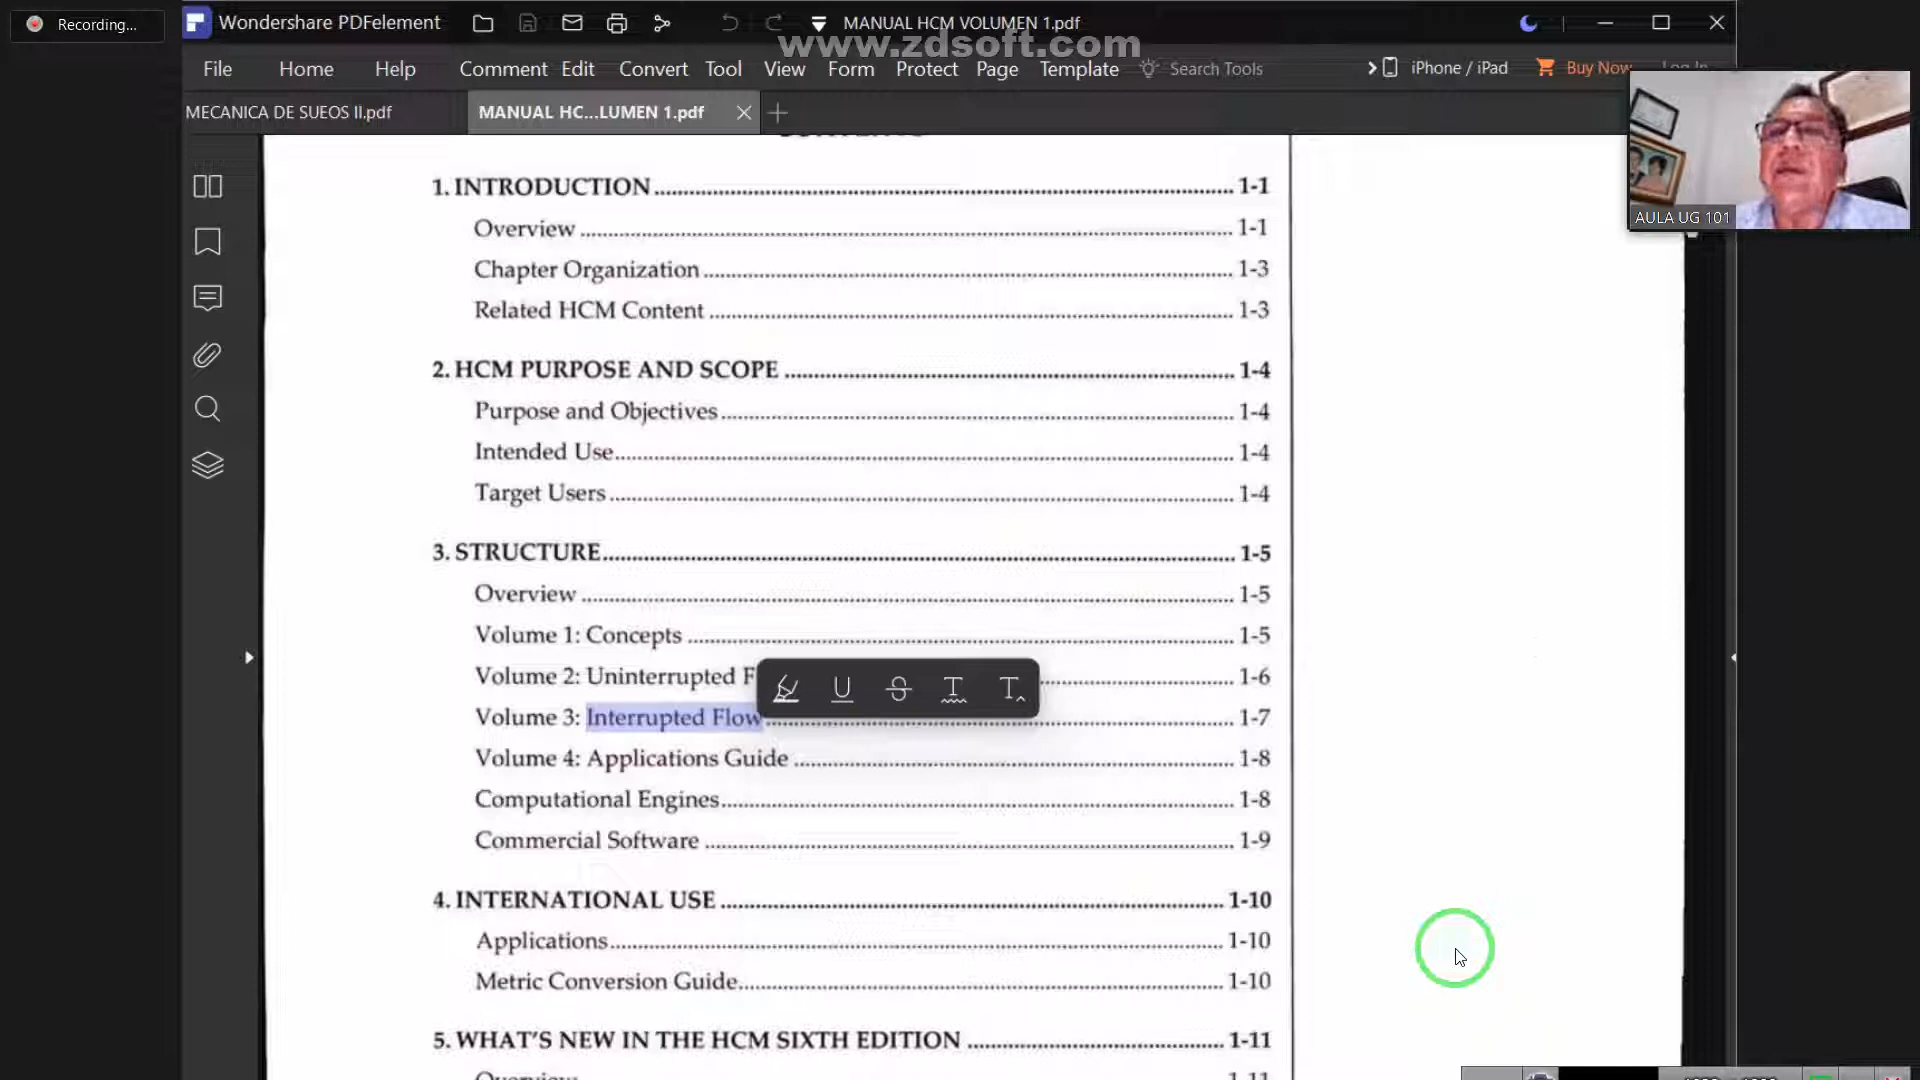 Recording...
Wondershare PDFelement
MANUAL HCM VOLUMEN 1.pdf
www.zdsoft.com
File Home Help Comment Edit Convert Tool View Form Protect Page Template Search Tools iPhone / iPad Buy Now Log In
MECANICA DE SUEOS II.pdf
MANUAL HC...LUMEN 1.pdf
AULA UG 101
1. INTRODUCTION 1-1
Overview 1-1
Chapter Organization 1-3
Related HCM Content 1-3
2. HCM PURPOSE AND SCOPE 1-4
Purpose and Objectives 1-4
Intended Use 1-4
Target Users 1-4
3. STRUCTURE 1-5
Overview 1-5
Volume 1: Concepts 1-5
Volume 2: Uninterrupted F 1-6
Volume 3: Interrupted Flow 1-7
Volume 4: Applications Guide 1-8
Computational Engines 1-8
Commercial Software 1-9
4. INTERNATIONAL USE 1-10
Applications 1-10
Metric Conversion Guide 1-10
5. WHAT'S NEW IN THE HCM SIXTH EDITION 1-11
Overview 1-11